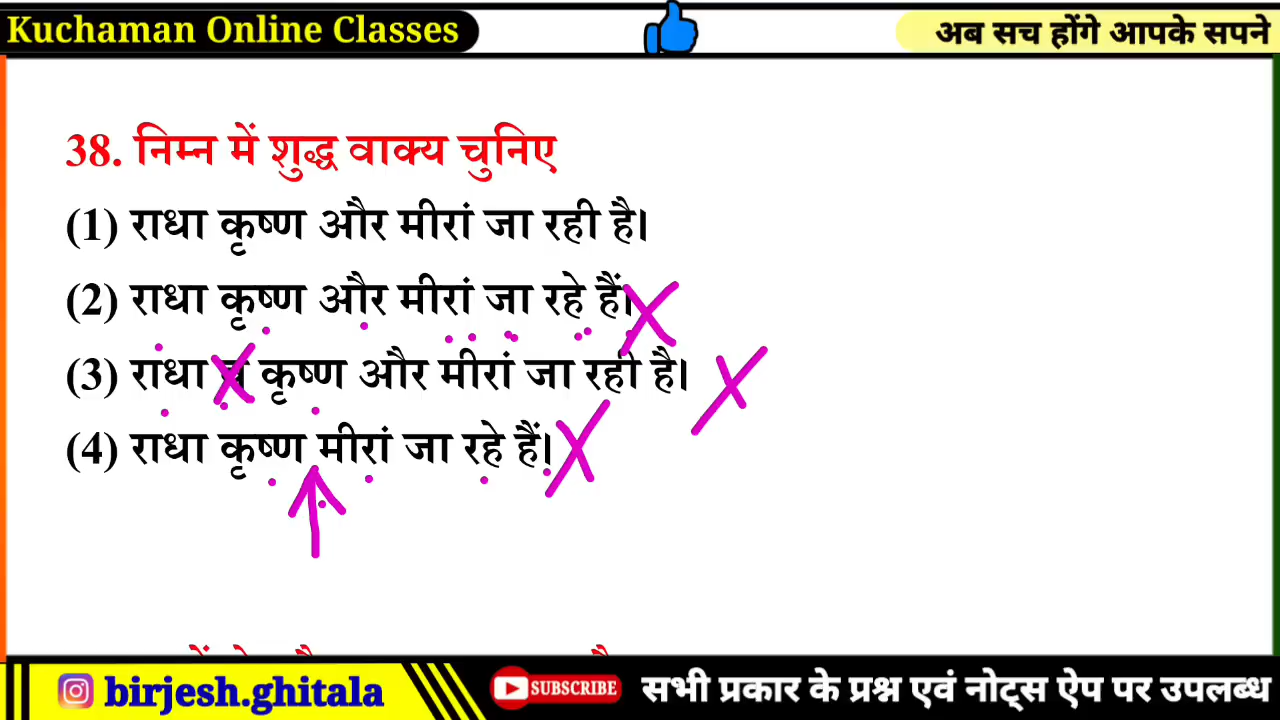 Kuchaman Online Classes
अब सच होंगे आपके सपने
38. निम्न में शुद्ध वाक्य चुनिए
(1) राधा कृष्ण और मीरां जा रही है।
(2) राधा कृष्ण और मीरां जा रहे हैं।
(3) राधा व कृष्ण और मीरां जा रही है।
(4) राधा कृष्ण मीरां जा रहे हैं।
birjesh.ghitala
SUBSCRIBE
सभी प्रकार के प्रश्न एवं नोट्स ऐप पर उपलब्ध